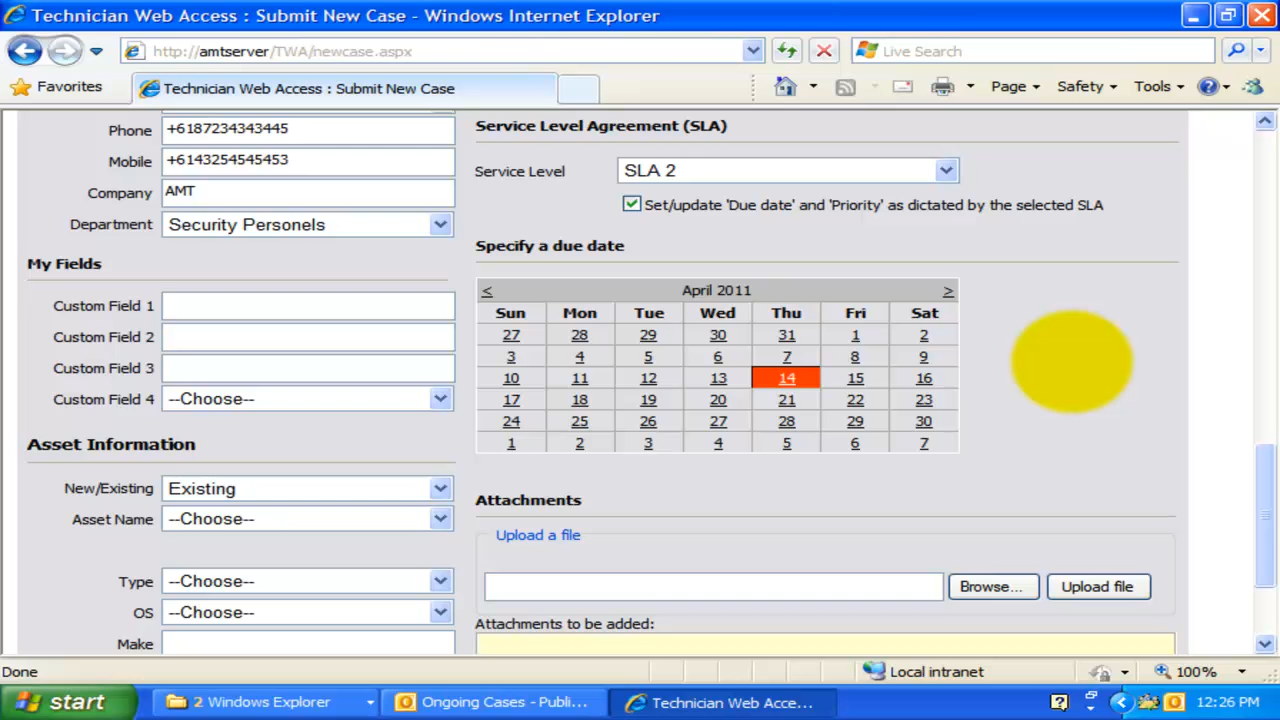 Technician Web Access : Submit New Case - Windows Internet Explorer
http://amtserver/TWA/newcase.aspx
Live Search
Favorites
Technician Web Access : Submit New Case
Page
Safety
Tools
Phone +6187234343445
Mobile +6143254545453
Company AMT
Department Security Personels
My Fields
Custom Field 1
Custom Field 2
Custom Field 3
Custom Field 4 --Choose--
Asset Information
New/Existing Existing
Asset Name --Choose--
Type --Choose--
OS --Choose--
Make
Service Level Agreement (SLA)
Service Level SLA 2
Set/update 'Due date' and 'Priority' as dictated by the selected SLA
Specify a due date
< April 2011 >
Sun Mon Tue Wed Thu Fri Sat
27 28 29 30 31 1 2
3 4 5 6 7 8 9
10 11 12 13 14 15 16
17 18 19 20 21 22 23
24 25 26 27 28 29 30
1 2 3 4 5 6 7
Attachments
Upload a file
Browse... Upload file
Attachments to be added:
Done
Local intranet
100%
start
2 Windows Explorer
Ongoing Cases - Publi...
Technician Web Acce...
12:26 PM